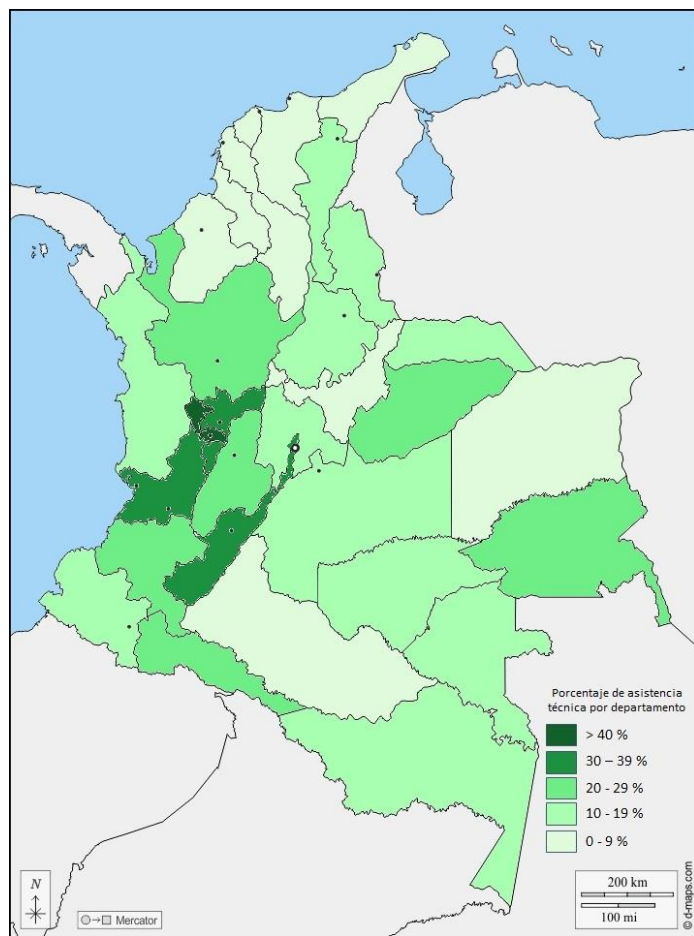 Porcentaje de asistencia
técnica por departamento
> 40 %
30 – 39 %
20 - 29 %
10 - 19 %
0 - 9 %
N
Mercator
200 km
100 mi
© d-maps.com